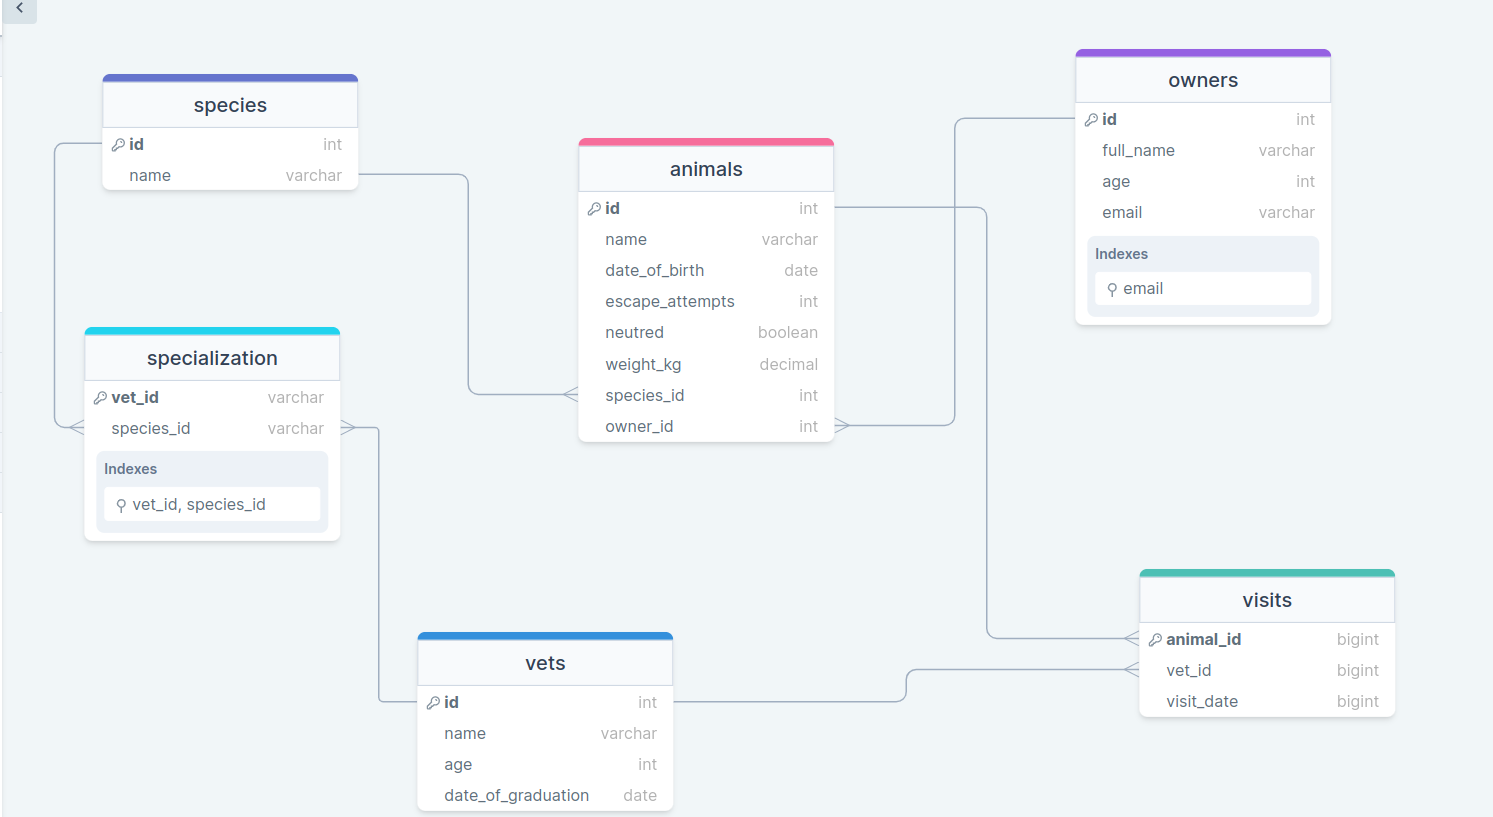 species
id int
name varchar
animals
id int
name varchar
date_of_birth date
escape_attempts int
neutred boolean
weight_kg decimal
species_id int
owner_id int
owners
id int
full_name varchar
age int
email varchar
Indexes
email
specialization
vet_id varchar
species_id varchar
Indexes
vet_id, species_id
vets
id int
name varchar
age int
date_of_graduation date
visits
animal_id bigint
vet_id bigint
visit_date bigint